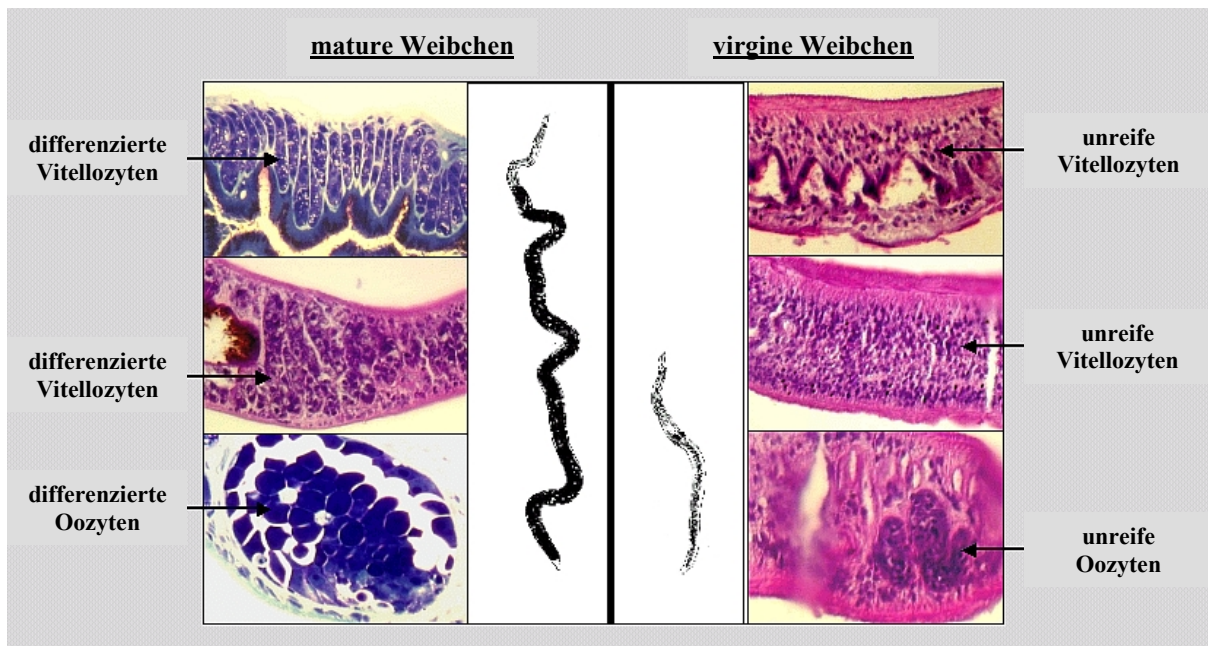 mature Weibchen
virgine Weibchen
differenzierte
Vitellozyten
unreife
Vitellozyten
differenzierte
Vitellozyten
unreife
Vitellozyten
differenzierte
Oozyten
unreife
Oozyten